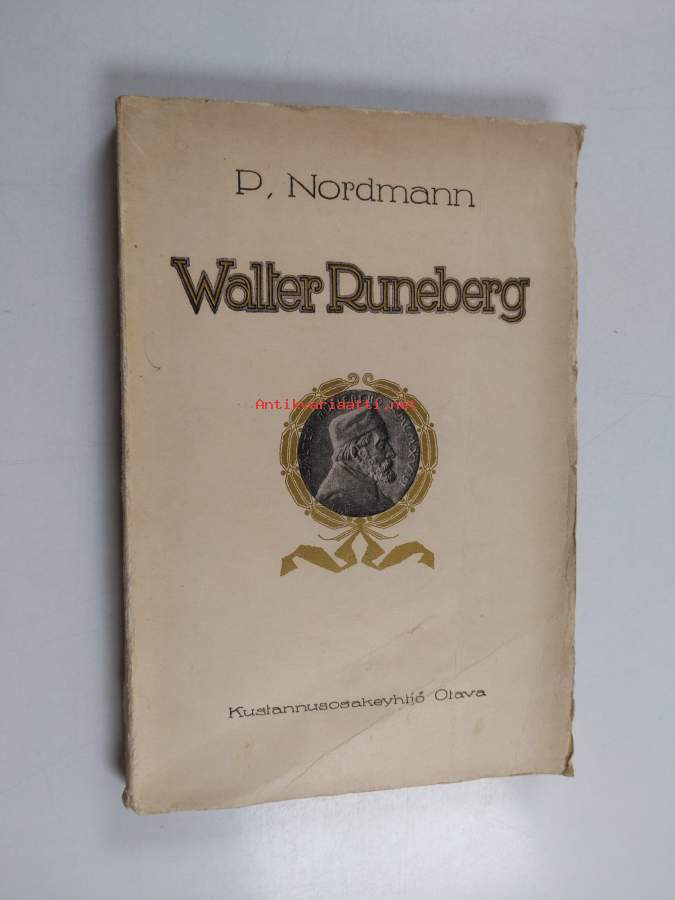 P. Nordmann
Walter Runeberg
Antikvariaatti.net
Kustannusosakeyhtiö Otava